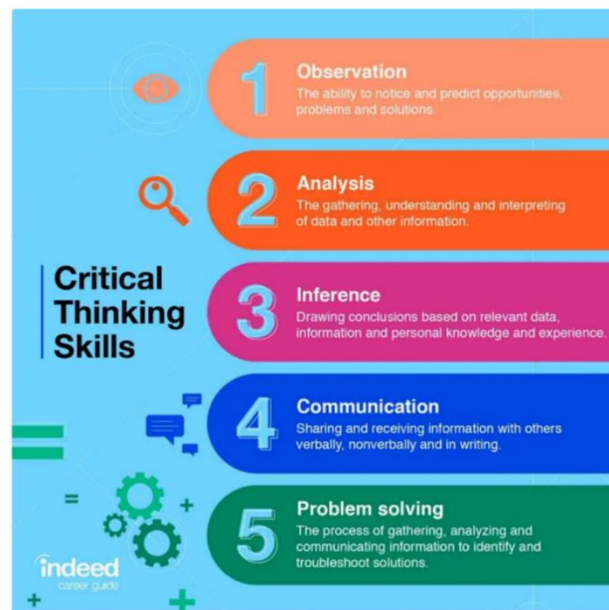 Critical
Thinking
Skills
1
Observation
The ability to notice and predict opportunities,
problems and solutions.
2
Analysis
The gathering, understanding and interpreting
of data and other information.
3
Inference
Drawing conclusions based on relevant data,
information and personal knowledge and experience.
4
Communication
Sharing and receiving information with others
verbally, nonverbally and in writing.
5
Problem solving
The process of gathering, analyzing and
communicating information to identify and
troubleshoot solutions.
indeed
career guide